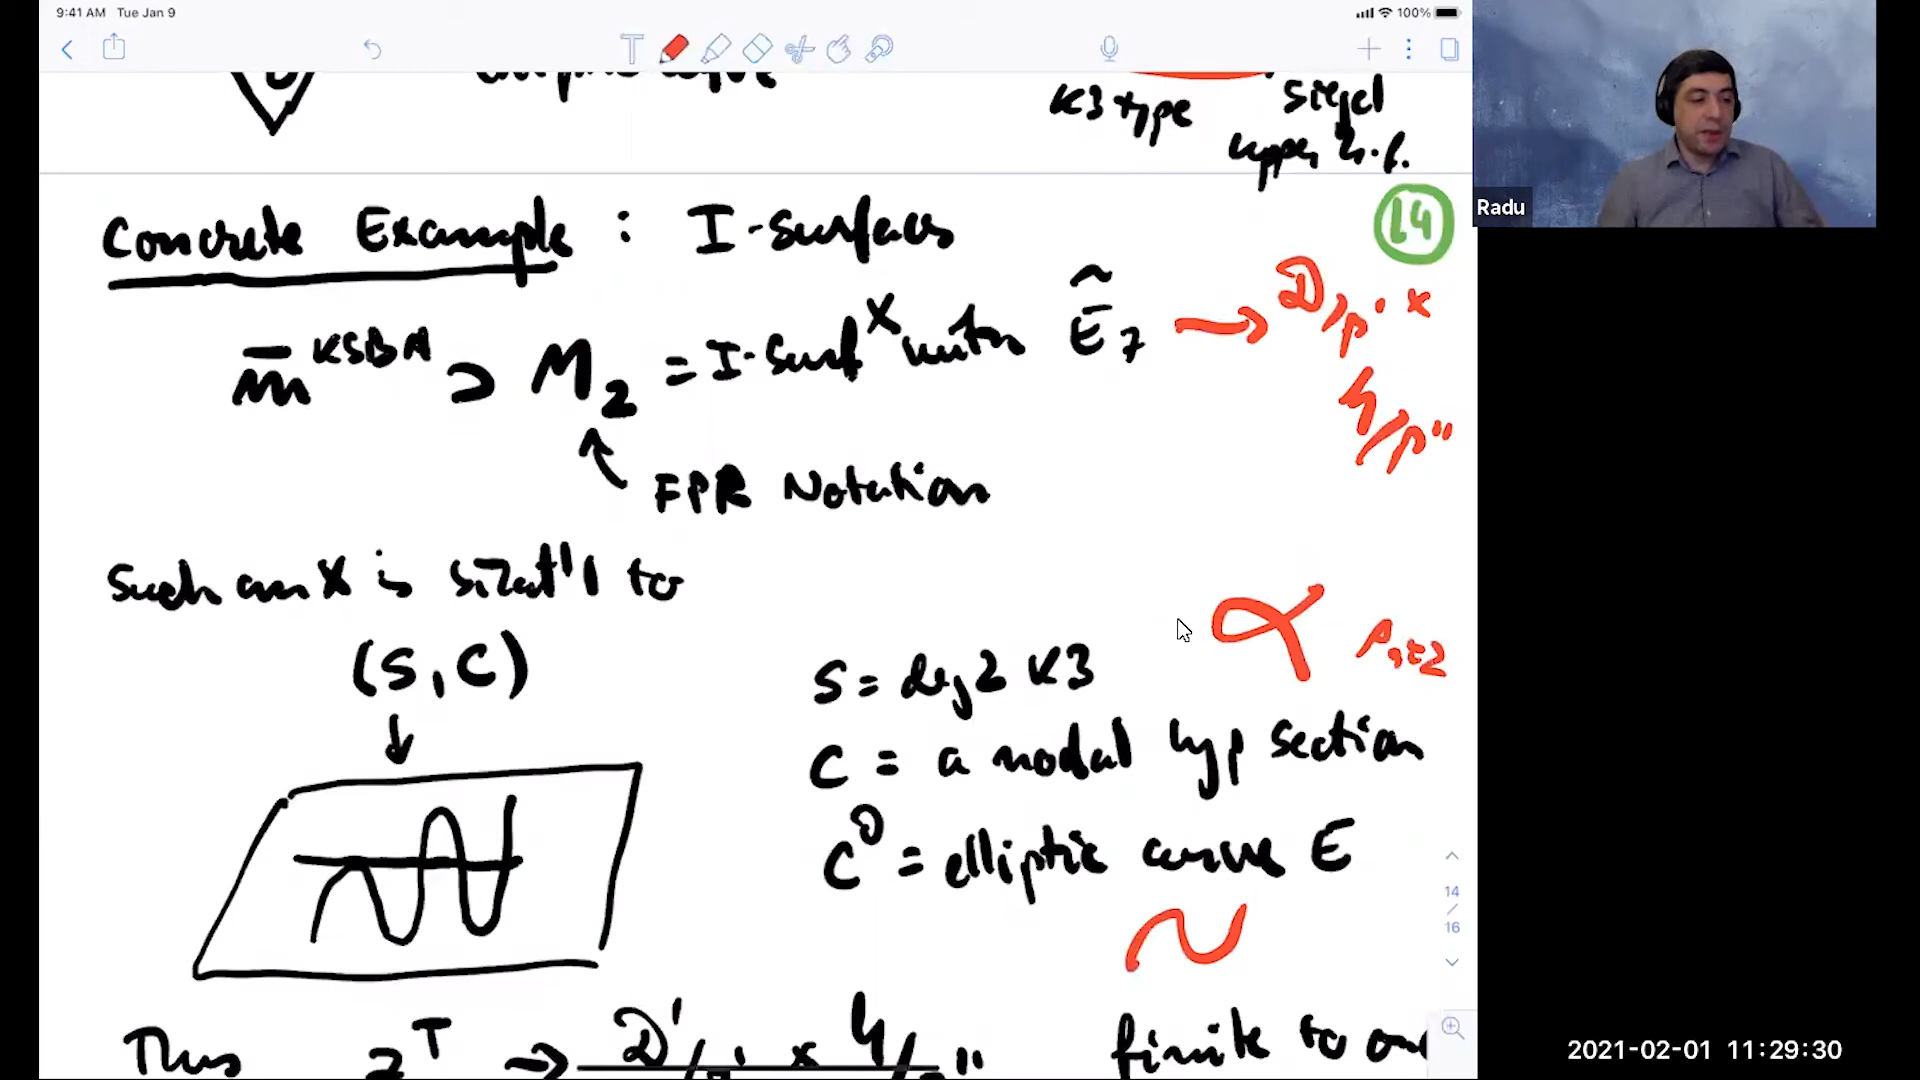 9:41 AM Tue Jan 9
100%
K3 type
Siegel
upper h.p.
Radu
Concrete Example : I-surfaces
14
M̄ KSBA ⊃ M₂ = I-surf X with Ẽ₇ → D/Γ' ×
h/Γ''
FPR Notation
Such an X is
to
(S, C)
S = deg 2 K3
C = a nodal hyp section
C⁰ = elliptic curve E
14
/
16
Thus
→ D'/Γ' × h/Γ'' finite to one
2021-02-01 11:29:30